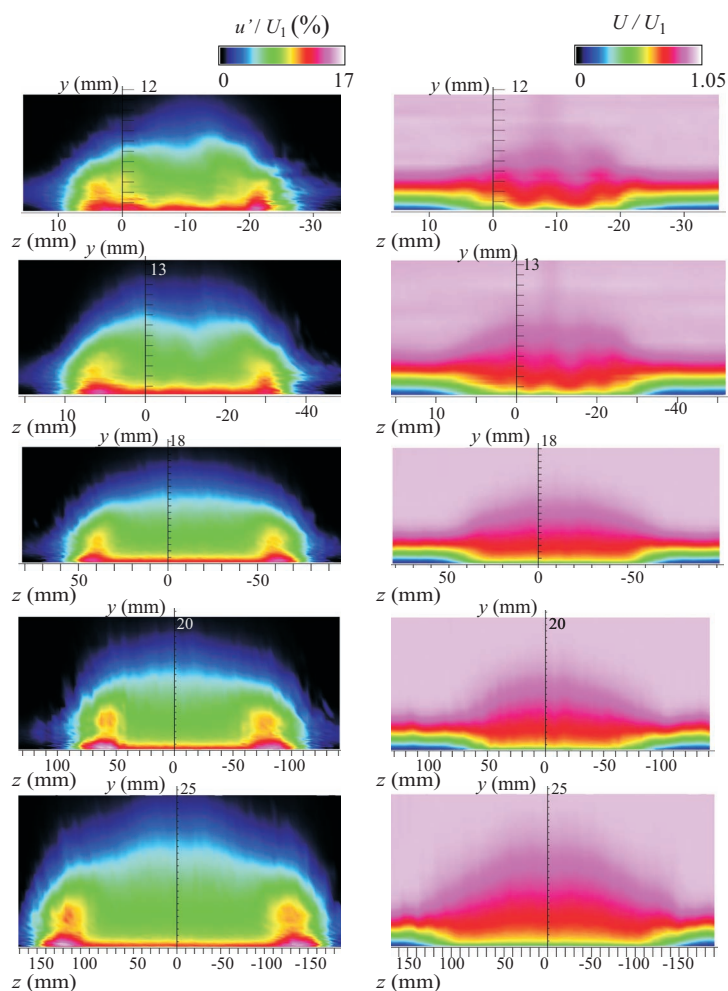 u'/U1 (%) U/U1
0 17 0 1.05
y (mm) 12 y (mm) 12
10 0 -10 -20 -30 10 0 -10 -20 -30
z (mm) z (mm)
y (mm) y (mm)
13 13
10 0 -20 -40 10 0 -20 -40
z (mm) z (mm)
y (mm) 18 y (mm) 18
50 0 -50 50 0 -50
z (mm) z (mm)
y (mm) y (mm)
20 20
100 50 0 -50 -100 100 50 0 -50 -100
z (mm) z (mm)
y (mm) 25 y (mm) 25
150 100 50 0 -50 -100 -150 150 100 50 0 -50 -100 -150
z (mm) z (mm)